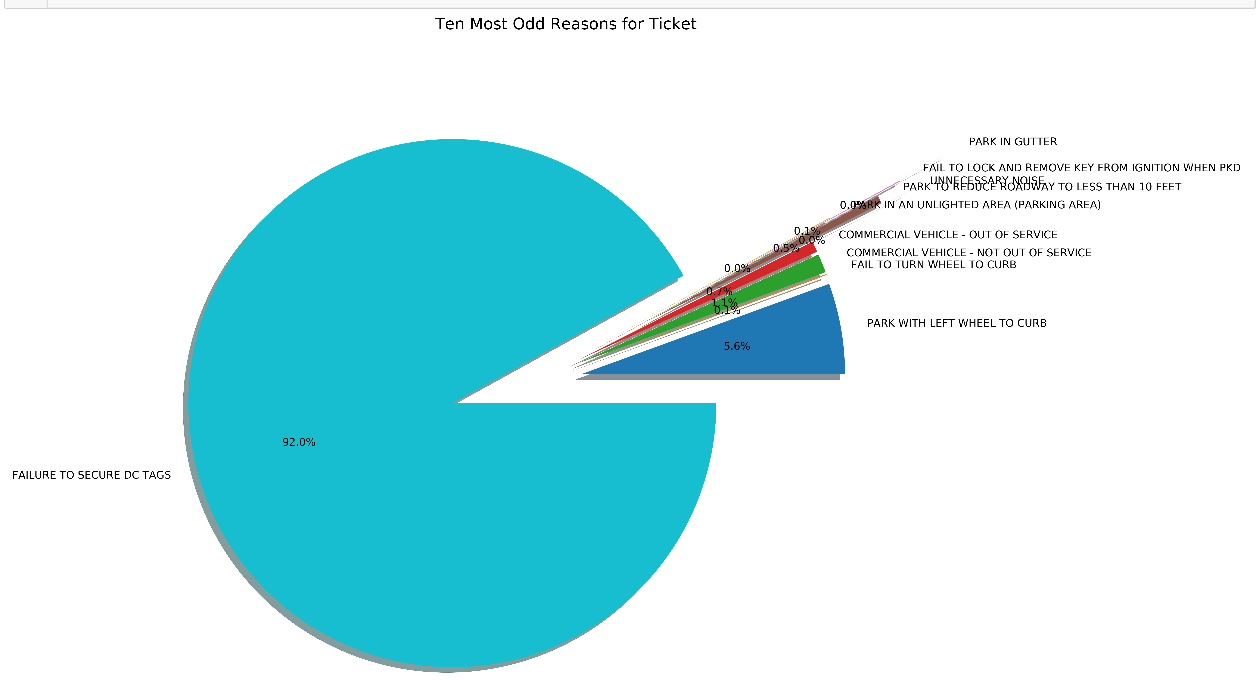 Ten Most Odd Reasons for Ticket
PARK IN GUTTER
FAIL TO LOCK AND REMOVE KEY FROM IGNITION WHEN PKD
UNNECESSARY NOISE
PARK TO REDUCE ROADWAY TO LESS THAN 10 FEET
0.0%
PARK IN AN UNLIGHTED AREA (PARKING AREA)
0.1%
COMMERCIAL VEHICLE - OUT OF SERVICE
0.0%
0.5%
COMMERCIAL VEHICLE - NOT OUT OF SERVICE
FAIL TO TURN WHEEL TO CURB
0.0%
0.7%
1.1%
0.1%
PARK WITH LEFT WHEEL TO CURB
5.6%
92.0%
FAILURE TO SECURE DC TAGS